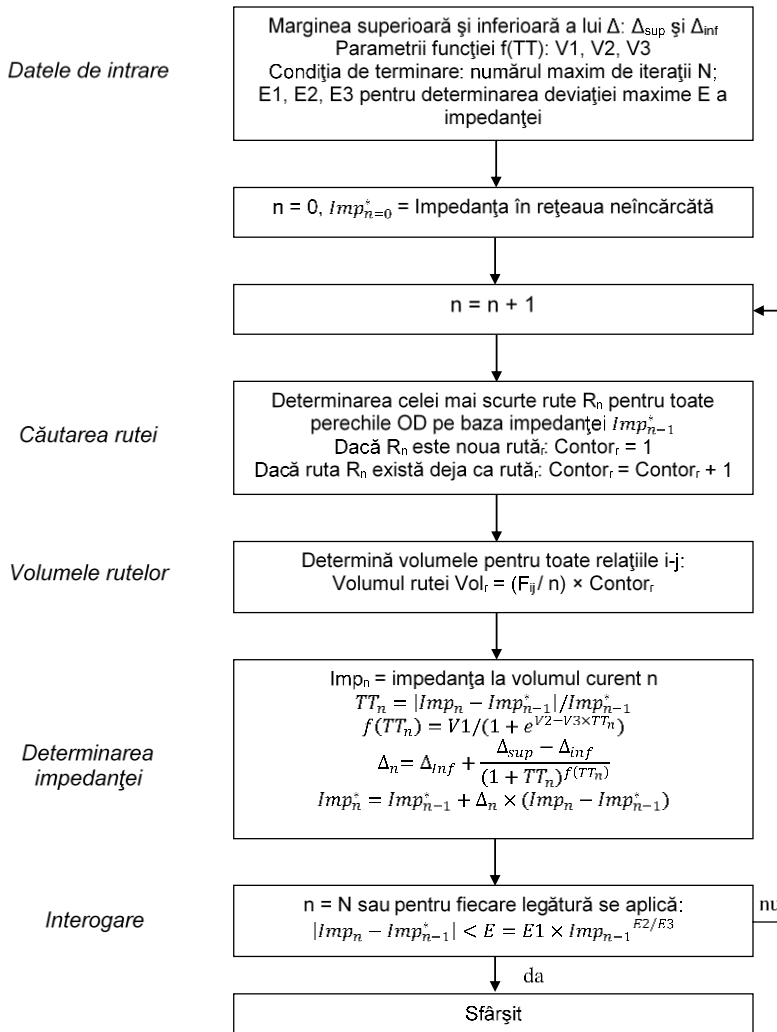 Datele de intrare
Marginea superioară şi inferioară a lui Δ: Δsup şi Δinf
Parametrii funcţiei f(TT): V1, V2, V3
Condiţia de terminare: numărul maxim de iteraţii N;
E1, E2, E3 pentru determinarea deviaţiei maxime E a
impedanţei
n = 0, Imp*n=0 = Impedanţa în reţeaua neîncărcată
n = n + 1
Căutarea rutei
Determinarea celei mai scurte rute Rn pentru toate
perechile OD pe baza impedanţei Imp*n−1
Dacă Rn este noua rutăr: Contorr = 1
Dacă ruta Rn există deja ca rutăr: Contorr = Contorr + 1
Volumele rutelor
Determină volumele pentru toate relaţiile i-j:
Volumul rutei Volr = (Fij/ n) × Contorr
Determinarea
impedanţei
Impn = impedanţa la volumul curent n
TTn = |Impn − Imp*n−1|/Imp*n−1
f(TTn) = V1/(1 + e^(V2−V3×TTn))
Δn = ΔInf + (Δsup − Δinf)/(1 + TTn)^f(TTn)
Imp*n = Imp*n−1 + Δn × (Impn − Imp*n−1)
Interogare
n = N sau pentru fiecare legătură se aplică:
|Impn − Imp*n−1| < E = E1 × Impn−1^E2/E3
nu
da
Sfârşit